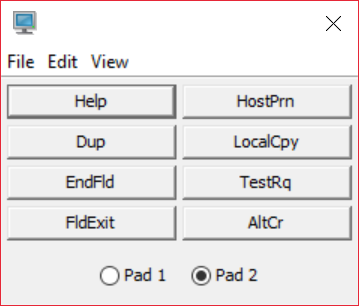 File Edit View
Help HostPrn
Dup LocalCpy
EndFld TestRq
FldExit AltCr
Pad 1 Pad 2